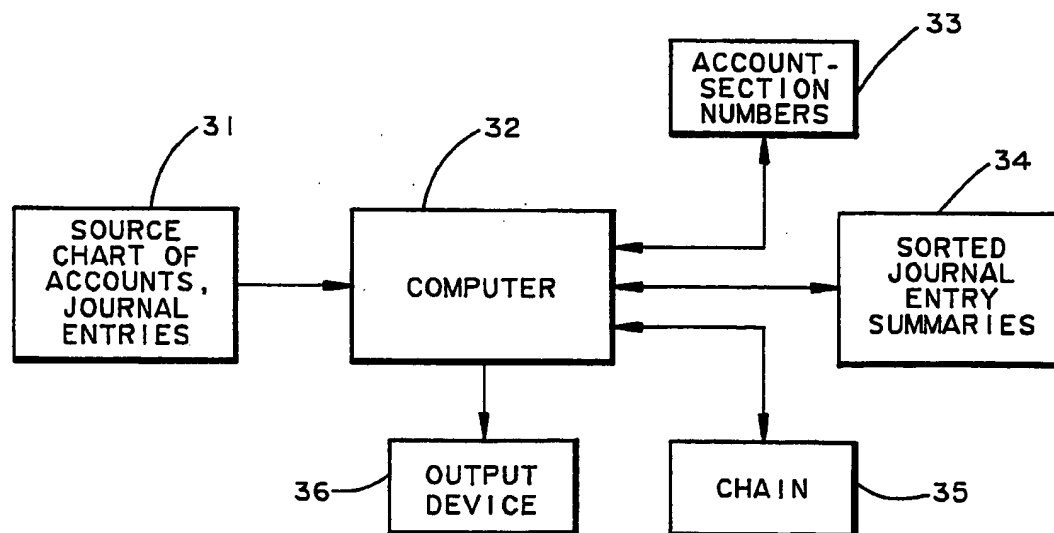 33
ACCOUNT-
SECTION
NUMBERS
31
32
34
SOURCE
CHART OF
ACCOUNTS,
JOURNAL
ENTRIES
COMPUTER
SORTED
JOURNAL
ENTRY
SUMMARIES
36
OUTPUT
DEVICE
CHAIN
35